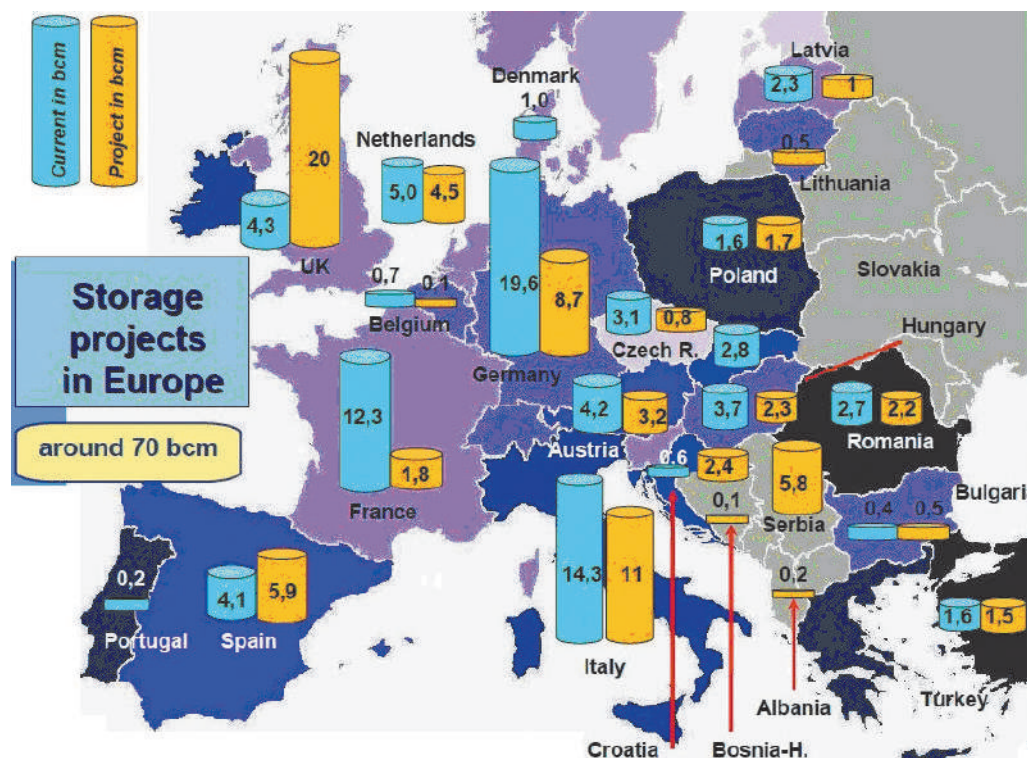 Current in bcm
Project in bcm
Latvia
2,3
1
Denmark
1,0
0,5
Lithuania
Netherlands
5,0
4,5
20
4,3
UK
1,6
1,7
Poland
Slovakia
0,7
0,1
Belgium
19,6
8,7
Germany
3,1
0,8
Czech R.
2,8
Hungary
Storage
projects
in Europe
around 70 bcm
12,3
1,8
France
4,2
3,2
Austria
3,7
2,3
2,7
2,2
Romania
0,6
2,4
0,1
5,8
Serbia
Bulgari
0,4
0,5
0,2
Portugal
4,1
5,9
Spain
14,3
11
Italy
0,2
Albania
1,6
1,5
Turkey
Croatia
Bosnia-H.